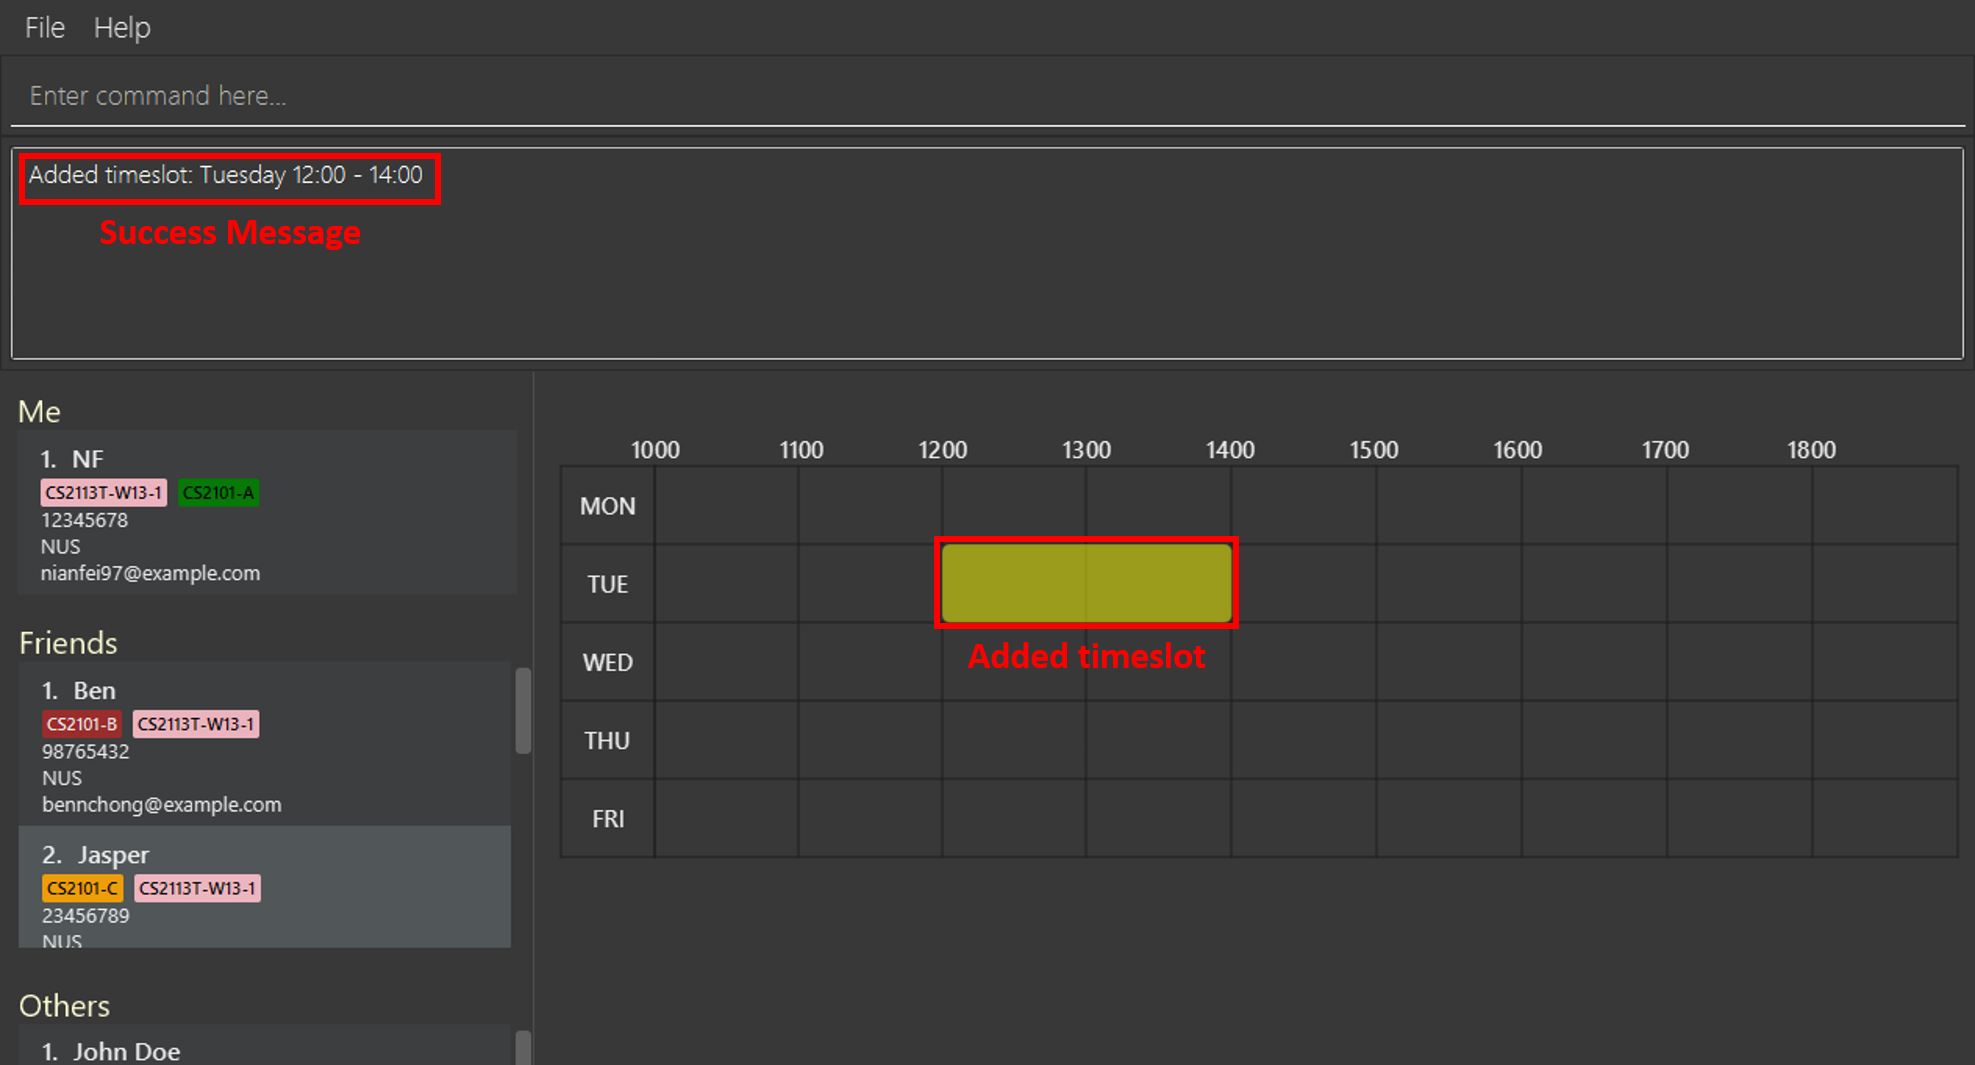 File Help
Enter command here...
Added timeslot: Tuesday 12:00 - 14:00
Success Message
Me
1. NF
CS2113T-W13-1 CS2101-A
12345678
NUS
nianfei97@example.com
Friends
1. Ben
CS2101-B CS2113T-W13-1
98765432
NUS
bennchong@example.com
2. Jasper
CS2101-C CS2113T-W13-1
23456789
NUS
Others
1. John Doe
1000 1100 1200 1300 1400 1500 1600 1700 1800
MON
TUE
Added timeslot
WED
THU
FRI